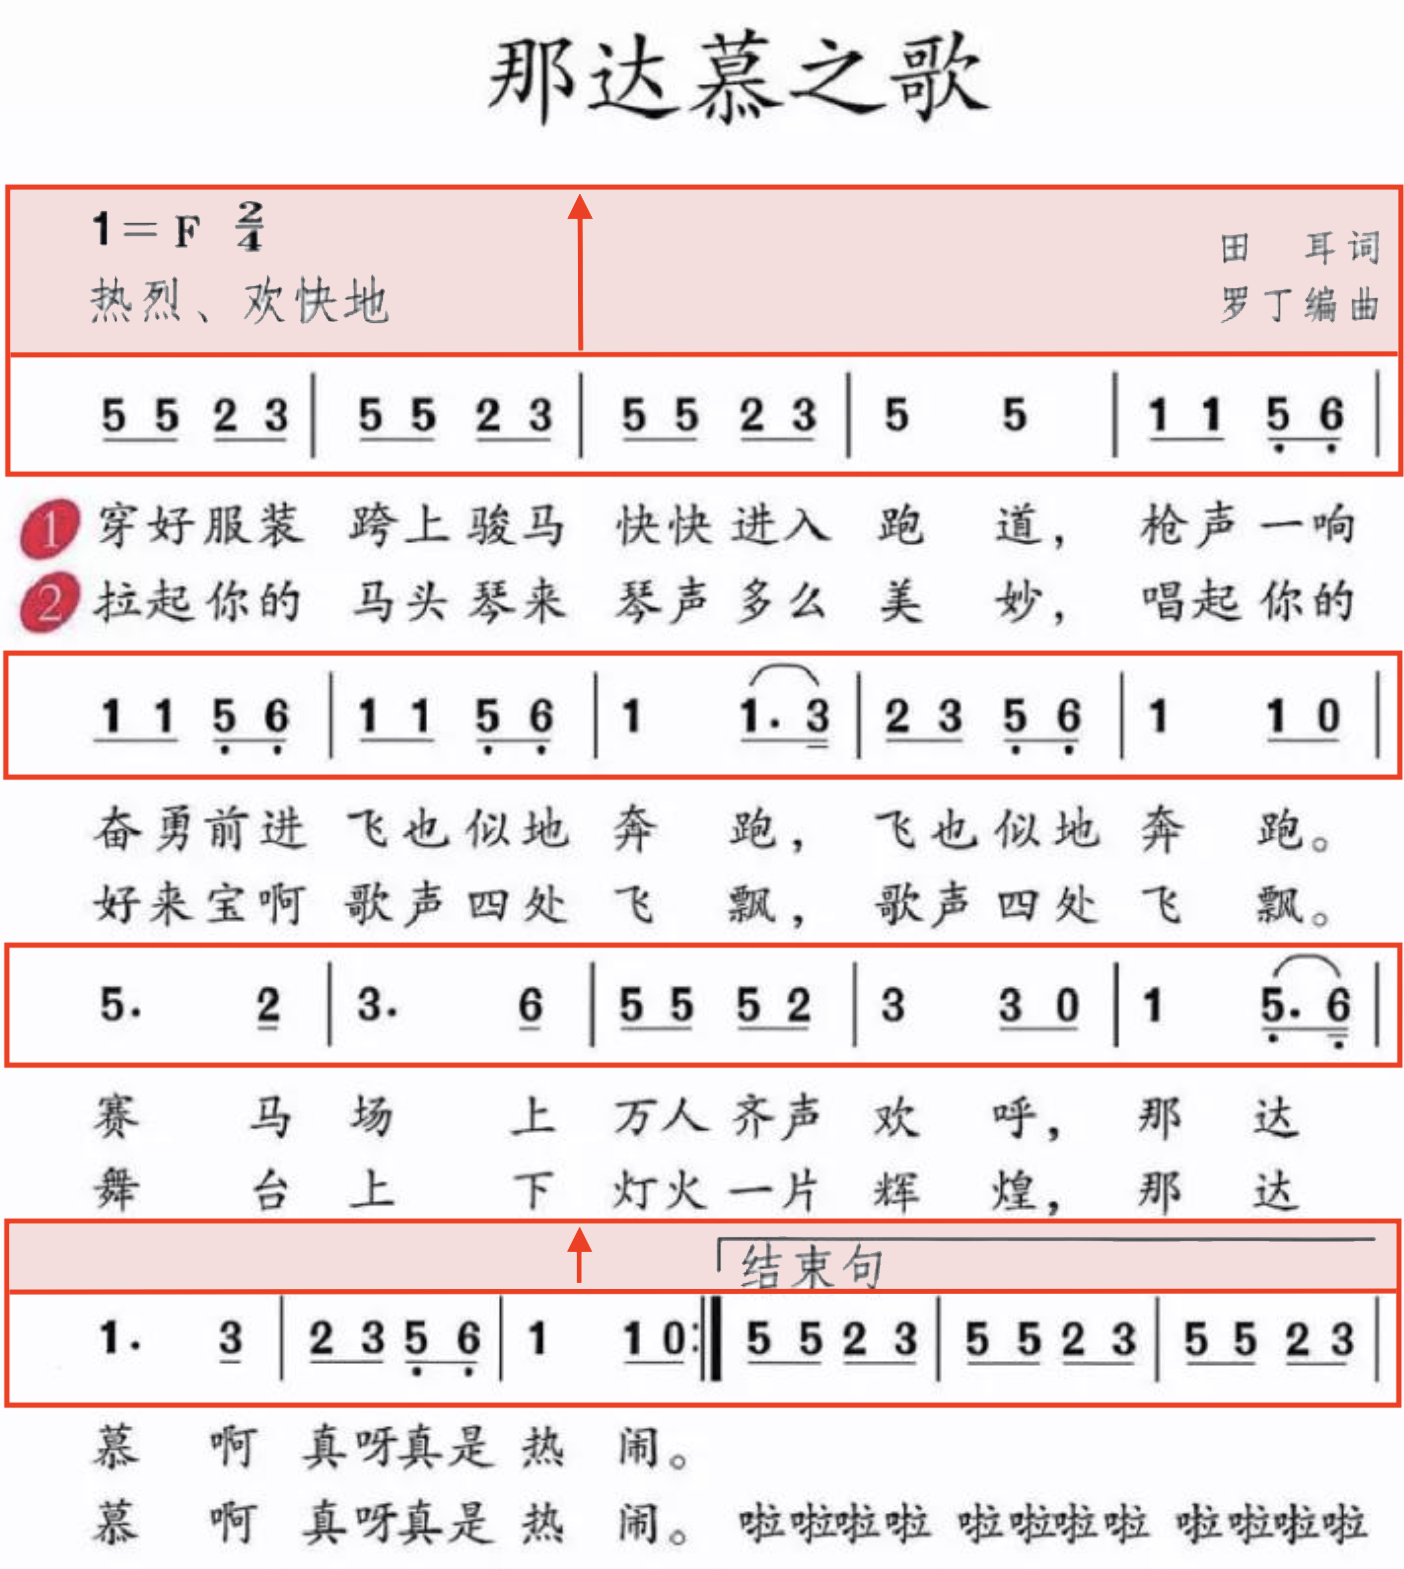 那达慕之歌
1=F 2/4
田 耳词
热烈、欢快地
罗丁编曲
5 5 2 3 | 5 5 2 3 | 5 5 2 3 | 5 5 | 1 1 5̣ 6̣ |
1 穿好服装 跨上骏马 快快进入 跑 道，枪声一响
2 拉起你的 马头琴来 琴声多么 美 妙，唱起你的
1 1 5̣ 6̣ | 1 1 5̣ 6̣ | 1 1. 3 | 2 3 5̣ 6̣ | 1 1 0 |
奋勇前进 飞也似地 奔 跑，飞也似地 奔 跑。
好来宝啊 歌声四处 飞 飘，歌声四处 飞 飘。
5. 2 | 3. 6 | 5 5 5 2 | 3 3 0 | 1 5̣. 6̣ |
赛 马 场 上 万人齐声 欢 呼，那 达
舞 台 上 下 灯火一片 辉 煌，那 达
结束句
1. 3 | 2 3 5̣ 6̣ | 1 1 0 :| 5 5 2 3 | 5 5 2 3 | 5 5 2 3 |
慕 啊 真呀真是 热 闹。
慕 啊 真呀真是 热 闹。啦啦啦啦 啦啦啦啦 啦啦啦啦